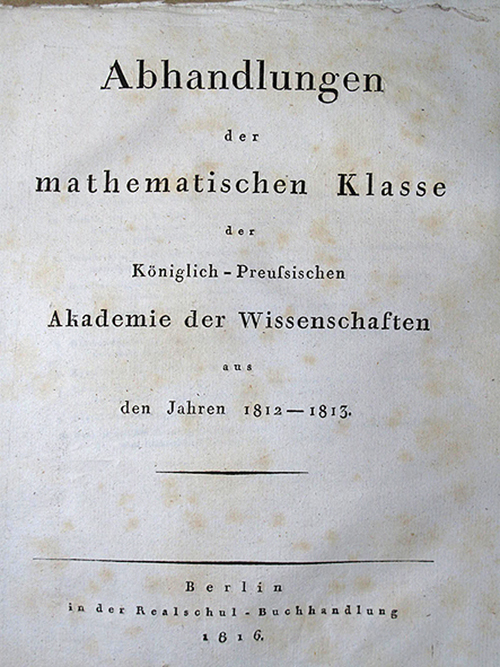 Abhandlungen
der
mathematischen Klasse
der
Königlich-Preuſsischen
Akademie der Wissenschaften
aus
den Jahren 1812—1813.
Berlin
in der Realschul-Buchhandlung
1816.